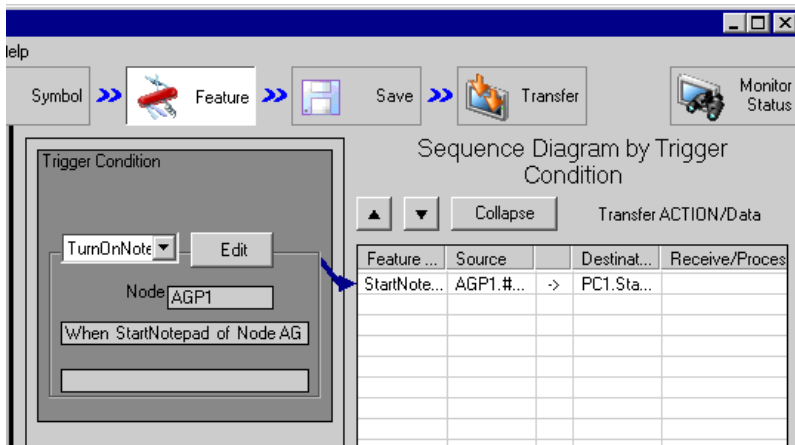 Help
Symbol >> Feature >> Save >> Transfer Monitor Status
Trigger Condition
TurnOnNote Edit
Node AGP1
When StartNotepad of Node AG
Sequence Diagram by Trigger
Condition
Collapse Transfer ACTION/Data
Feature ... Source Destinat... Receive/Proces
StartNote... AGP1.#... -> PC1.Sta...